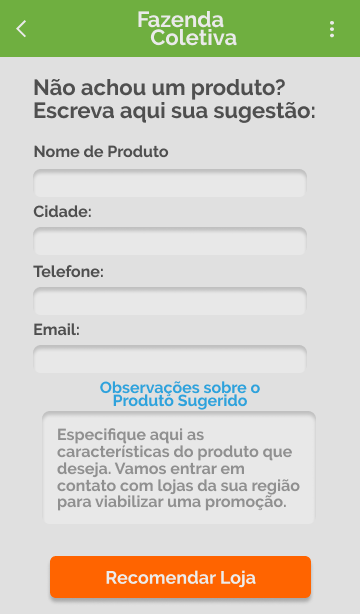 Fazenda
Coletiva
Não achou um produto?
Escreva aqui sua sugestão:
Nome de Produto
Cidade:
Telefone:
Email:
Observações sobre o
Produto Sugerido
Especifique aqui as
características do produto que
deseja. Vamos entrar em
contato com lojas da sua região
para viabilizar uma promoção.
Recomendar Loja